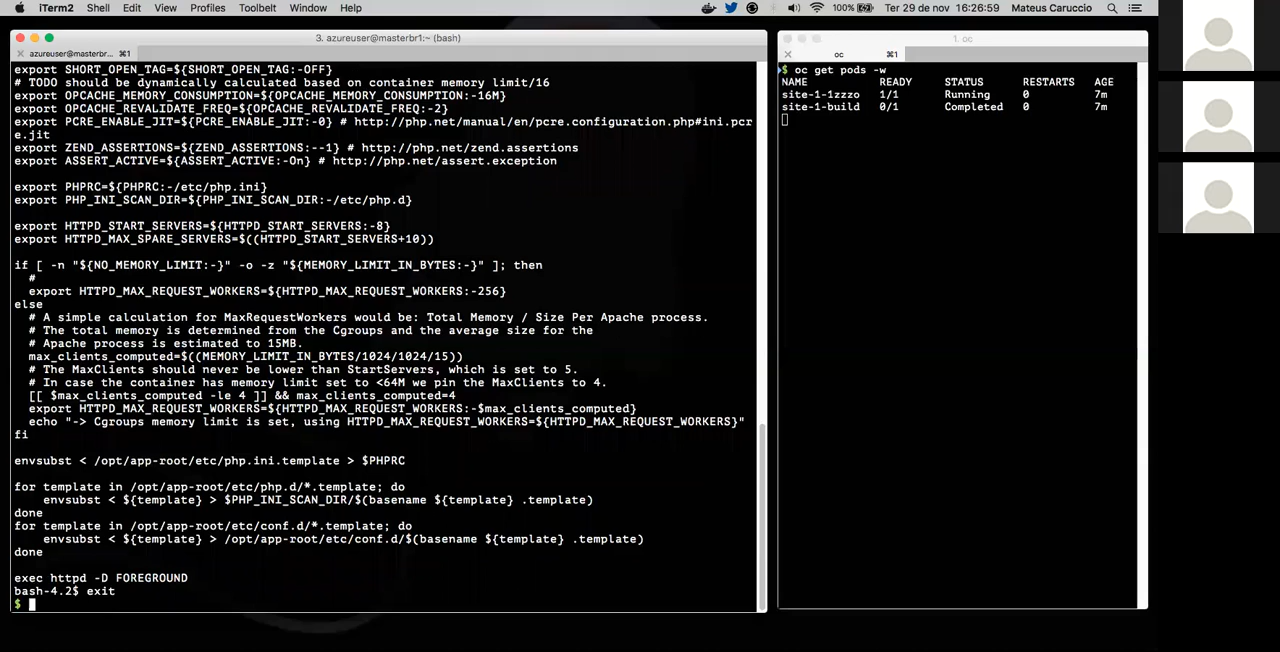 iTerm2 Shell Edit View Profiles Toolbelt Window Help 100% Ter 29 de nov 16:26:59 Mateus Caruccio
3. azureuser@masterbr1:~ (bash)
azureuser@masterbr... ⌘1
export SHORT_OPEN_TAG=${SHORT_OPEN_TAG:-OFF}
# TODO should be dynamically calculated based on container memory limit/16
export OPCACHE_MEMORY_CONSUMPTION=${OPCACHE_MEMORY_CONSUMPTION:-16M}
export OPCACHE_REVALIDATE_FREQ=${OPCACHE_REVALIDATE_FREQ:-2}
export PCRE_ENABLE_JIT=${PCRE_ENABLE_JIT:-0} # http://php.net/manual/en/pcre.configuration.php#ini.pcr
e.jit
export ZEND_ASSERTIONS=${ZEND_ASSERTIONS:--1} # http://php.net/zend.assertions
export ASSERT_ACTIVE=${ASSERT_ACTIVE:-On} # http://php.net/assert.exception
export PHPRC=${PHPRC:-/etc/php.ini}
export PHP_INI_SCAN_DIR=${PHP_INI_SCAN_DIR:-/etc/php.d}
export HTTPD_START_SERVERS=${HTTPD_START_SERVERS:-8}
export HTTPD_MAX_SPARE_SERVERS=$((HTTPD_START_SERVERS+10))
if [ -n "${NO_MEMORY_LIMIT:-}" -o -z "${MEMORY_LIMIT_IN_BYTES:-}" ]; then
#
export HTTPD_MAX_REQUEST_WORKERS=${HTTPD_MAX_REQUEST_WORKERS:-256}
else
# A simple calculation for MaxRequestWorkers would be: Total Memory / Size Per Apache process.
# The total memory is determined from the Cgroups and the average size for the
# Apache process is estimated to 15MB.
max_clients_computed=$((MEMORY_LIMIT_IN_BYTES/1024/1024/15))
# The MaxClients should never be lower than StartServers, which is set to 5.
# In case the container has memory limit set to <64M we pin the MaxClients to 4.
[[ $max_clients_computed -le 4 ]] && max_clients_computed=4
export HTTPD_MAX_REQUEST_WORKERS=${HTTPD_MAX_REQUEST_WORKERS:-$max_clients_computed}
echo "-> Cgroups memory limit is set, using HTTPD_MAX_REQUEST_WORKERS=${HTTPD_MAX_REQUEST_WORKERS}"
fi
envsubst < /opt/app-root/etc/php.ini.template > $PHPRC
for template in /opt/app-root/etc/php.d/*.template; do
envsubst < ${template} > $PHP_INI_SCAN_DIR/$(basename ${template} .template)
done
for template in /opt/app-root/etc/conf.d/*.template; do
envsubst < ${template} > /opt/app-root/etc/conf.d/$(basename ${template} .template)
done
exec httpd -D FOREGROUND
bash-4.2$ exit
$
1. oc
oc ⌘1
$ oc get pods -w
NAME READY STATUS RESTARTS AGE
site-1-1zzzo 1/1 Running 0 7m
site-1-build 0/1 Completed 0 7m